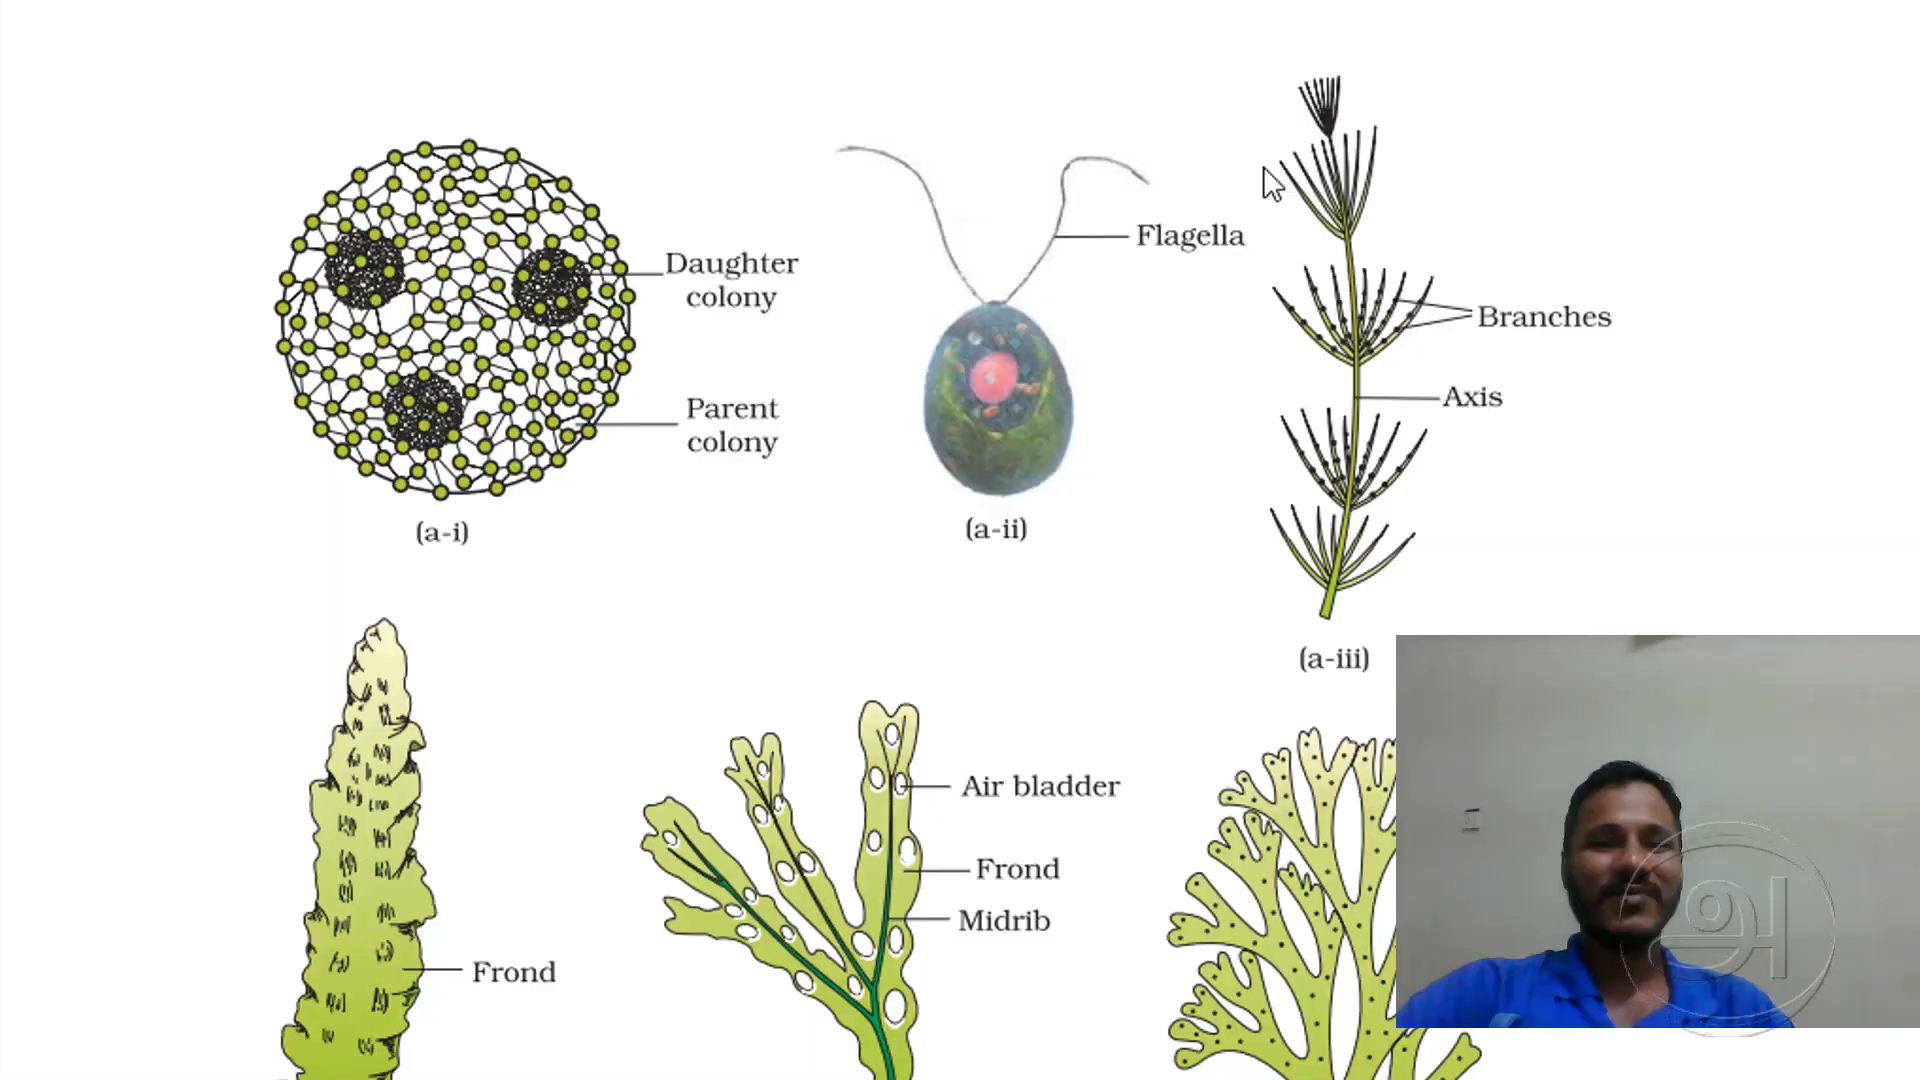 Daughter
colony
Parent
colony
(a-i)
Flagella
(a-ii)
Branches
Axis
(a-iii)
Frond
Air bladder
Frond
Midrib
அ